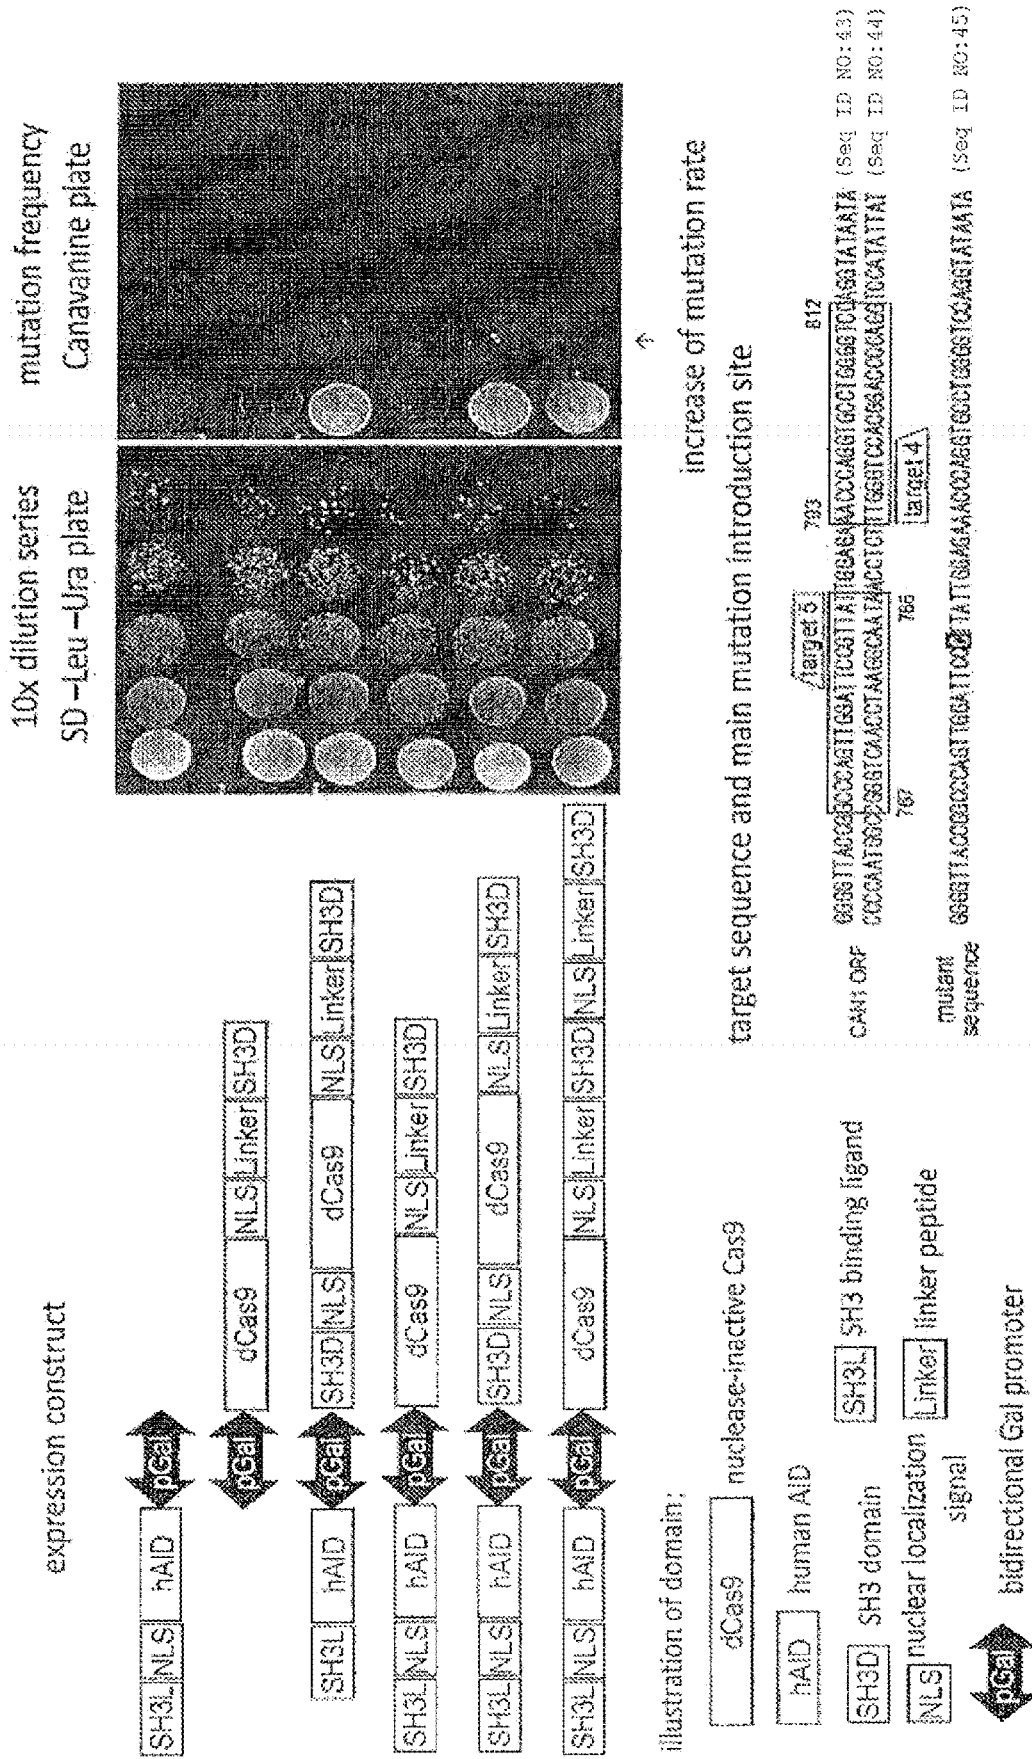 expression construct
10x dilution series
SD –Leu –Ura plate
mutation frequency
Canavanine plate
SH3L NLS hAID pGal
pGal dCas9 NLS Linker SH3D
SH3L hAID pGal SH3D NLS dCas9 NLS Linker SH3D
SH3L NLS hAID pGal dCas9 NLS Linker SH3D
SH3L NLS hAID pGal SH3D NLS dCas9 NLS Linker SH3D
SH3L NLS hAID pGal dCas9 NLS Linker SH3D NLS Linker SH3D
increase of mutation rate
illustration of domain:
dCas9 nuclease-inactive Cas9
hAID human AID
SH3D SH3 domain
SH3L SH3 binding ligand
NLS nuclear localization signal
Linker linker peptide
pGal bidirectional Gal promoter
target sequence and main mutation introduction site
target 5
793 812
CAN1 ORF
(Seq ID NO:43)
(Seq ID NO:44)
767 786
target 4
mutant sequence
(Seq ID NO:45)